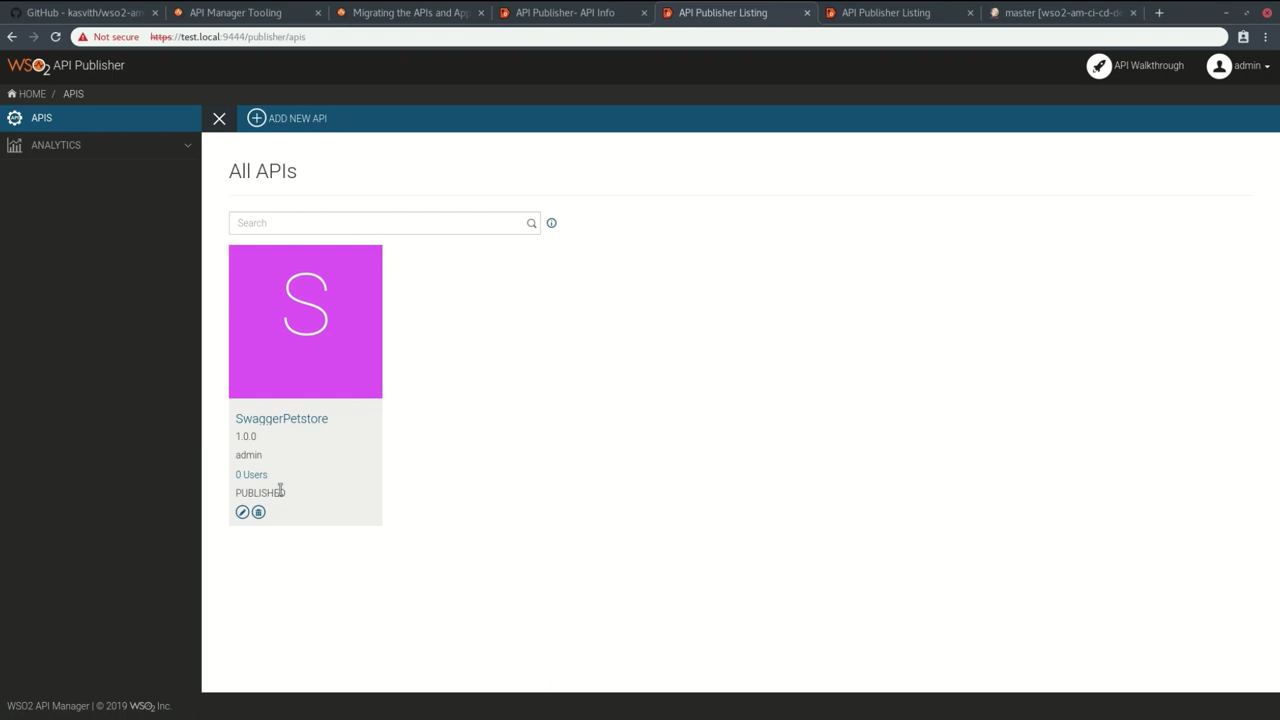 GitHub - kasvith/wso2-am
API Manager Tooling
Migrating the APIs and App
API Publisher- API Info
API Publisher Listing
API Publisher Listing
master [wso2-am-ci-cd-de
Not secure
https://test.local:9444/publisher/apis
WSO2 API Publisher
API Walkthrough
admin
HOME / APIS
APIS
ADD NEW API
ANALYTICS
All APIs
Search
S
SwaggerPetstore
1.0.0
admin
0 Users
PUBLISHED
WSO2 API Manager | © 2019 WSO2 Inc.